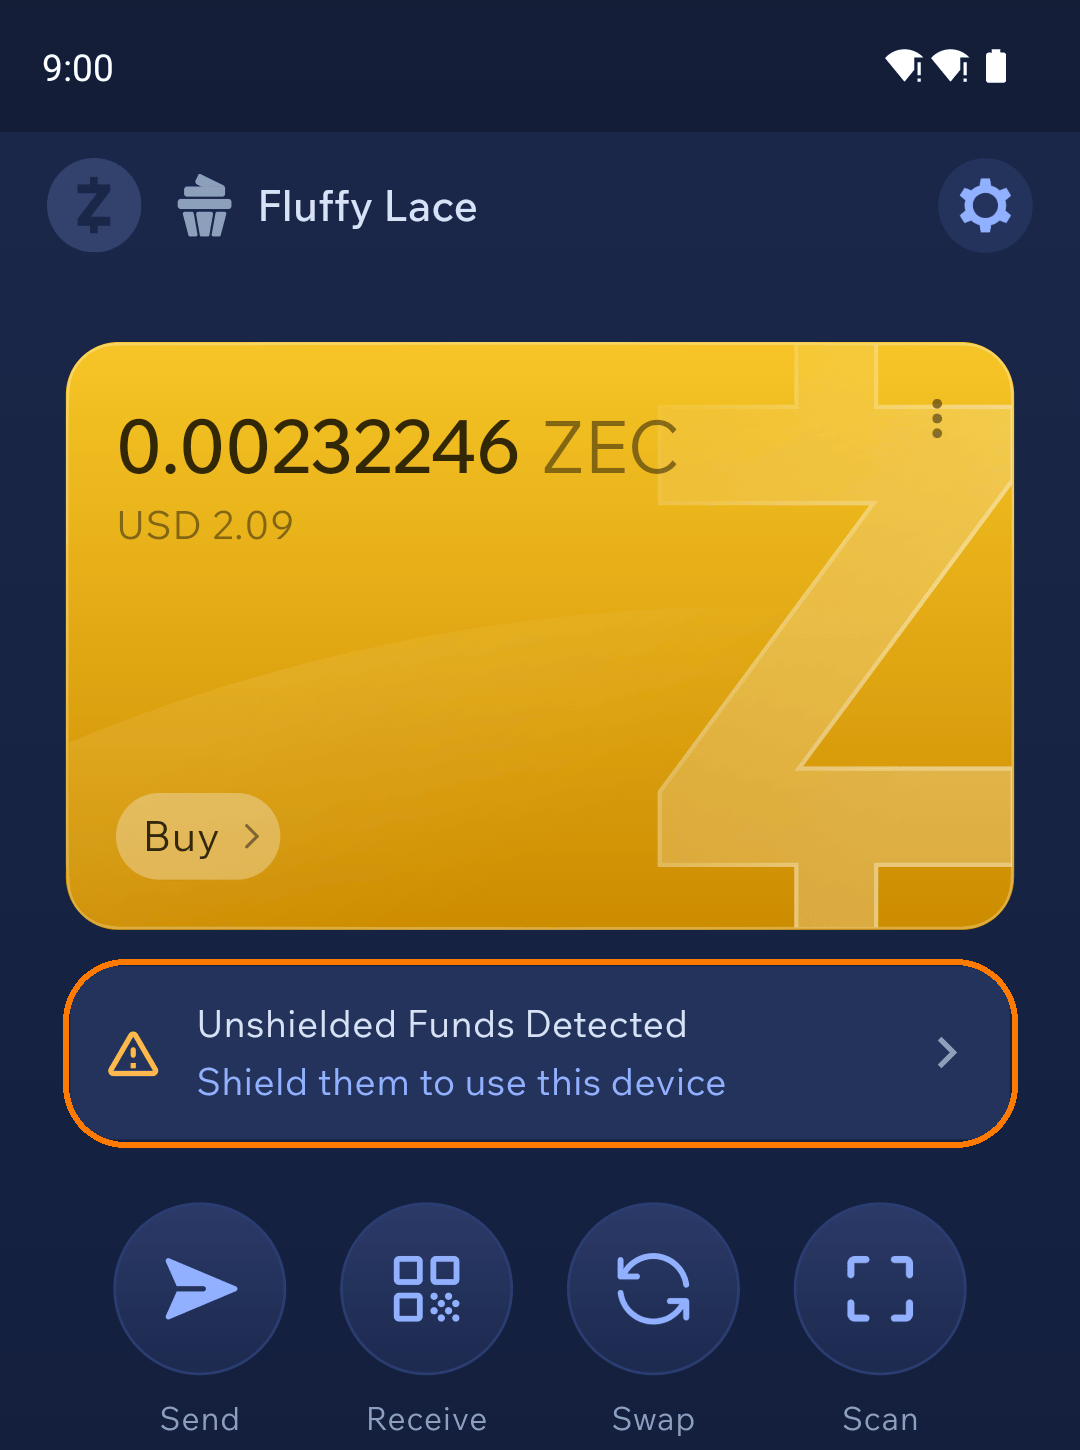 9:00
Fluffy Lace
0.00232246 ZEC
USD 2.09
Buy
Unshielded Funds Detected
Shield them to use this device
Send Receive Swap Scan